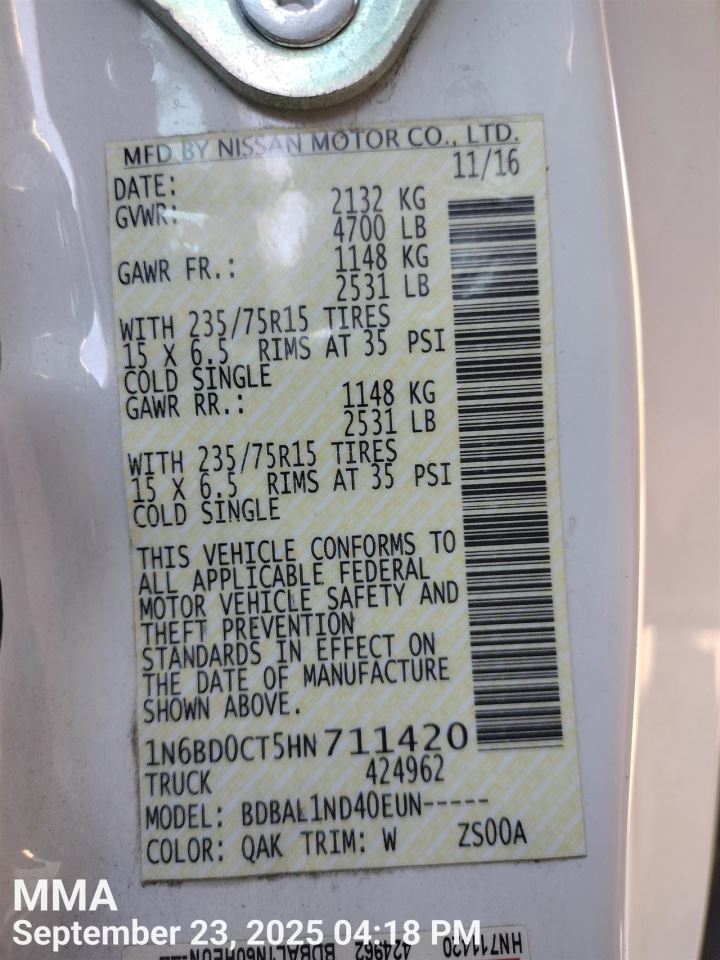 MFD BY NISSAN MOTOR CO., LTD.
DATE: 11/16
GVWR: 2132 KG
4700 LB
GAWR FR.: 1148 KG
2531 LB
WITH 235/75R15 TIRES
15 X 6.5 RIMS AT 35 PSI
COLD SINGLE
GAWR RR.: 1148 KG
2531 LB
WITH 235/75R15 TIRES
15 X 6.5 RIMS AT 35 PSI
COLD SINGLE
THIS VEHICLE CONFORMS TO
ALL APPLICABLE FEDERAL
MOTOR VEHICLE SAFETY AND
THEFT PREVENTION
STANDARDS IN EFFECT ON
THE DATE OF MANUFACTURE
SHOWN ABOVE.
1N6BD0CT5HN711420
TRUCK 424962
MODEL: BDBAL1ND40EUN-----
COLOR: QAK TRIM: W ZS00A
MMA
September 23, 2025 04:18 PM
HN711420 424962